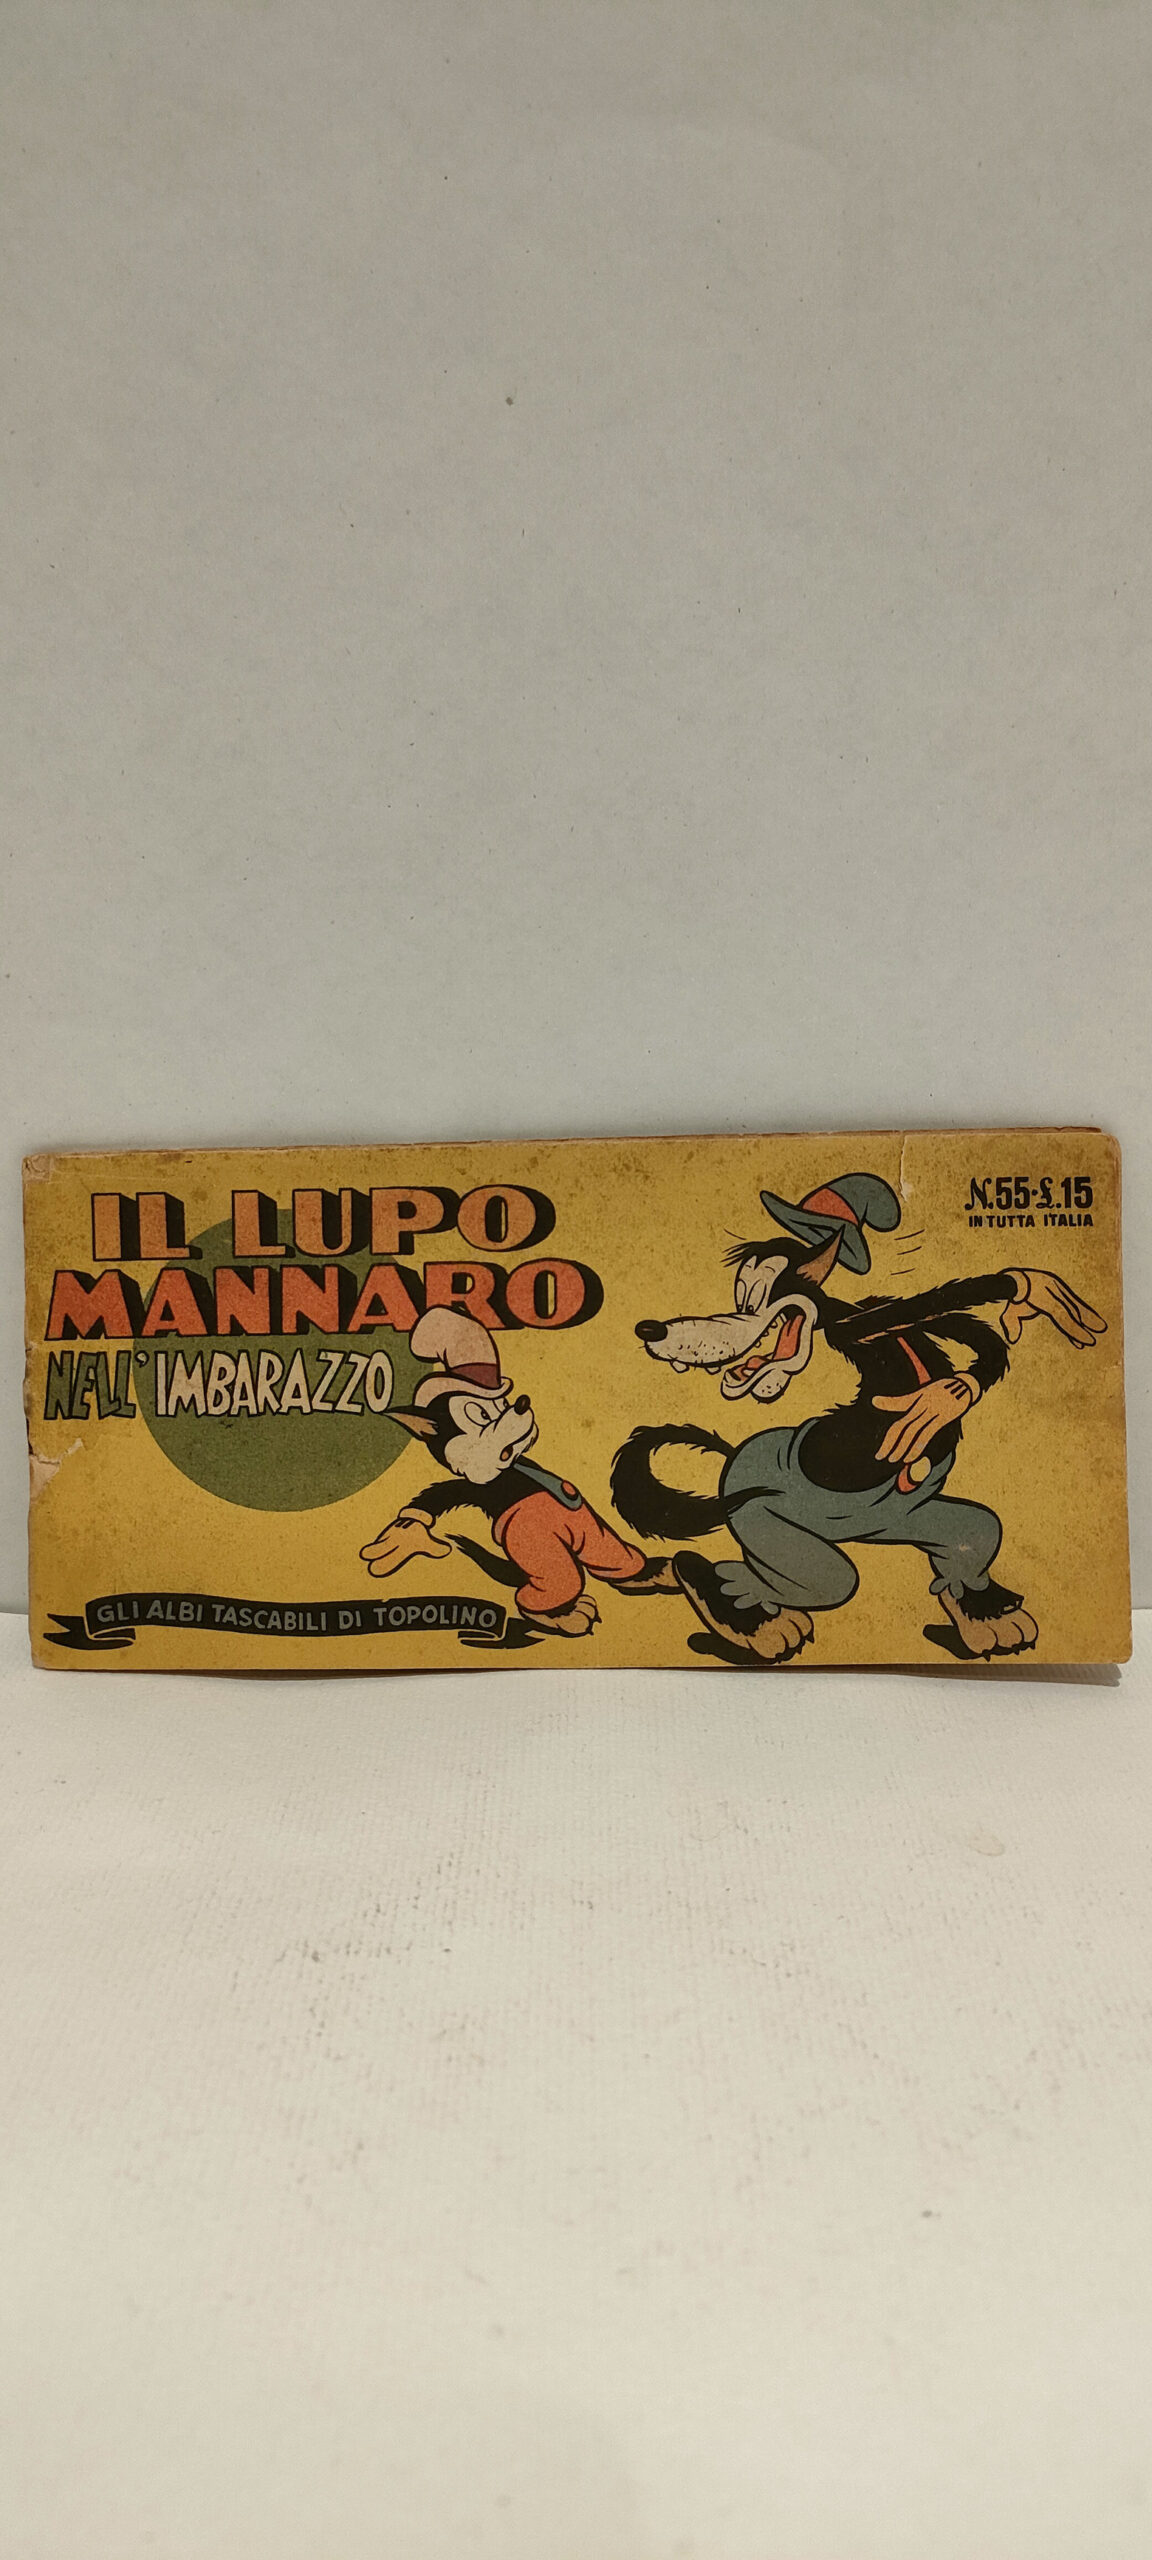 IL LUPO
MANNARO
NELL'IMBARAZZO
N.55·£.15
IN TUTTA ITALIA
GLI ALBI TASCABILI DI TOPOLINO